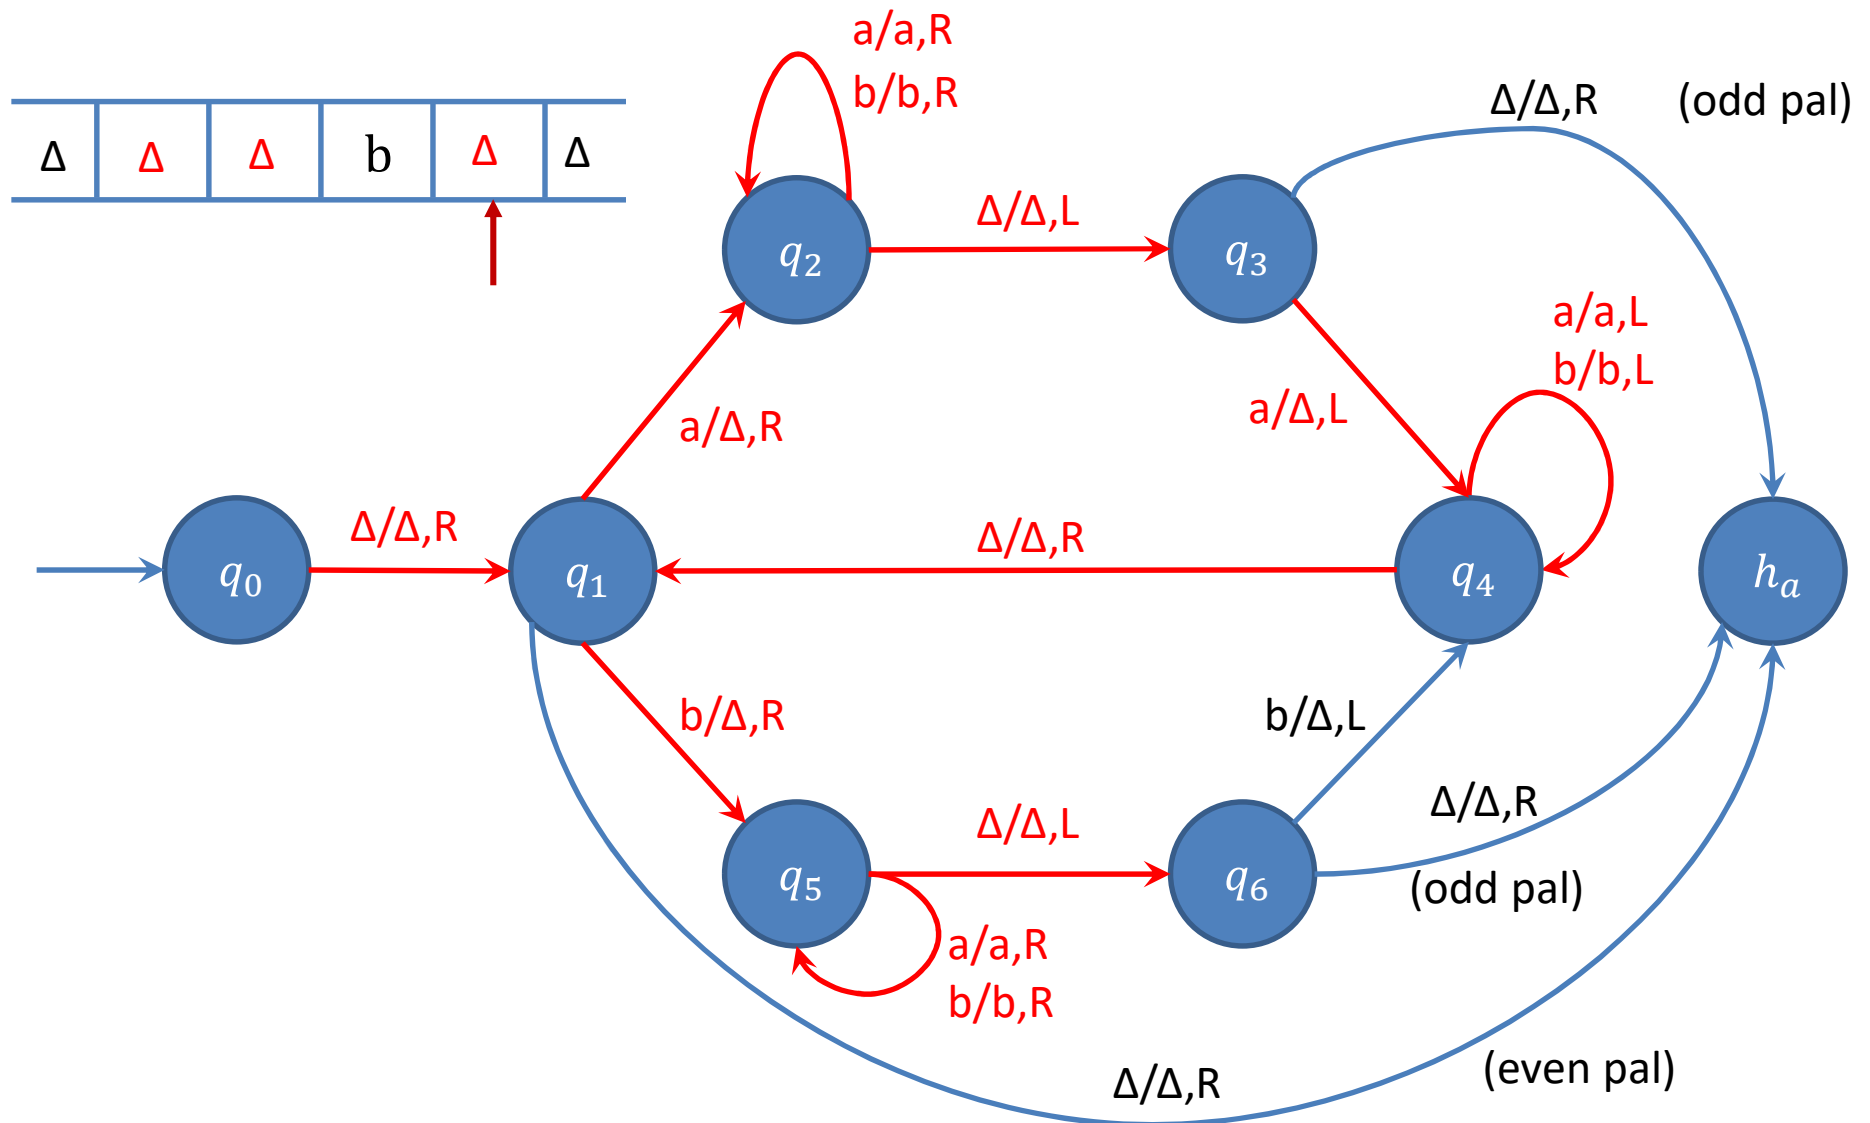 a/a,R
b/b,R
Δ/Δ,R
(odd pal)
Δ Δ Δ b Δ Δ
Δ/Δ,L
q2
q3
a/a,L
b/b,L
a/Δ,R
a/Δ,L
Δ/Δ,R
Δ/Δ,R
q0
q1
q4
ha
b/Δ,R
b/Δ,L
Δ/Δ,L
Δ/Δ,R
q5
q6
(odd pal)
a/a,R
b/b,R
(even pal)
Δ/Δ,R